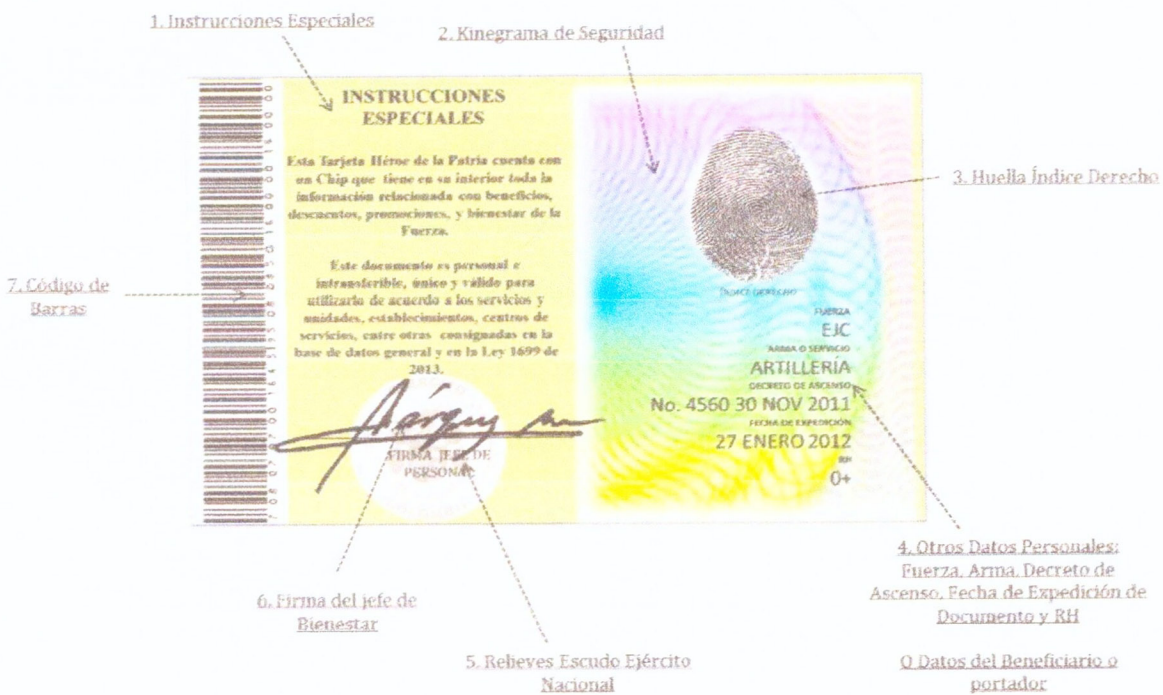 1. Instrucciones Especiales
2. Kinegrama de Seguridad
INSTRUCCIONES
ESPECIALES
Esta Tarjeta Héroe de la Patria cuenta con
un Chip que tiene en su interior toda la
información relacionada con beneficios,
descuentos, promociones, y bienestar de la
Fuerza.
Este documento es personal e
intransferible, único y válido para
utilizarlo de acuerdo a los servicios y
unidades, establecimientos, centros de
servicios, entre otras consignadas en la
base de datos general y en la Ley 1699 de
2013.
FIRMA JEFE DE
PERSONAL
ÍNDICE DERECHO
FUERZA
EJC
ARMA O SERVICIO
ARTILLERÍA
DECRETO DE ASCENSO
No. 4560 30 NOV 2011
FECHA DE EXPEDICIÓN
27 ENERO 2012
RH
O+
3. Huella Índice Derecho
7. Código de
Barras
4. Otros Datos Personales:
Fuerza, Arma, Decreto de
Ascenso, Fecha de Expedición de
Documento y RH
O Datos del Beneficiario o
portador
6. Firma del jefe de
Bienestar
5. Relieves Escudo Ejército
Nacional